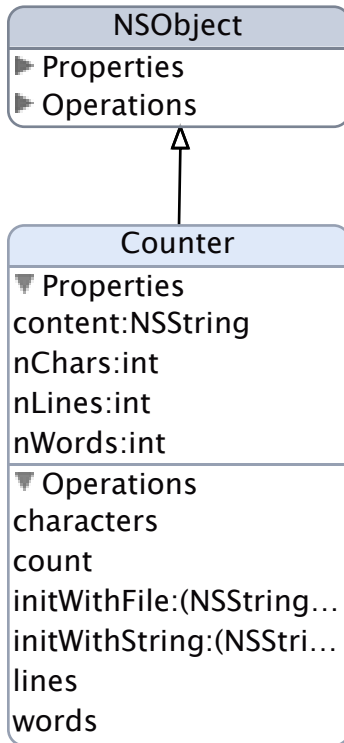 NSObject
Properties
Operations
Counter
Properties
content:NSString
nChars:int
nLines:int
nWords:int
Operations
characters
count
initWithFile:(NSString...
initWithString:(NSStri...
lines
words